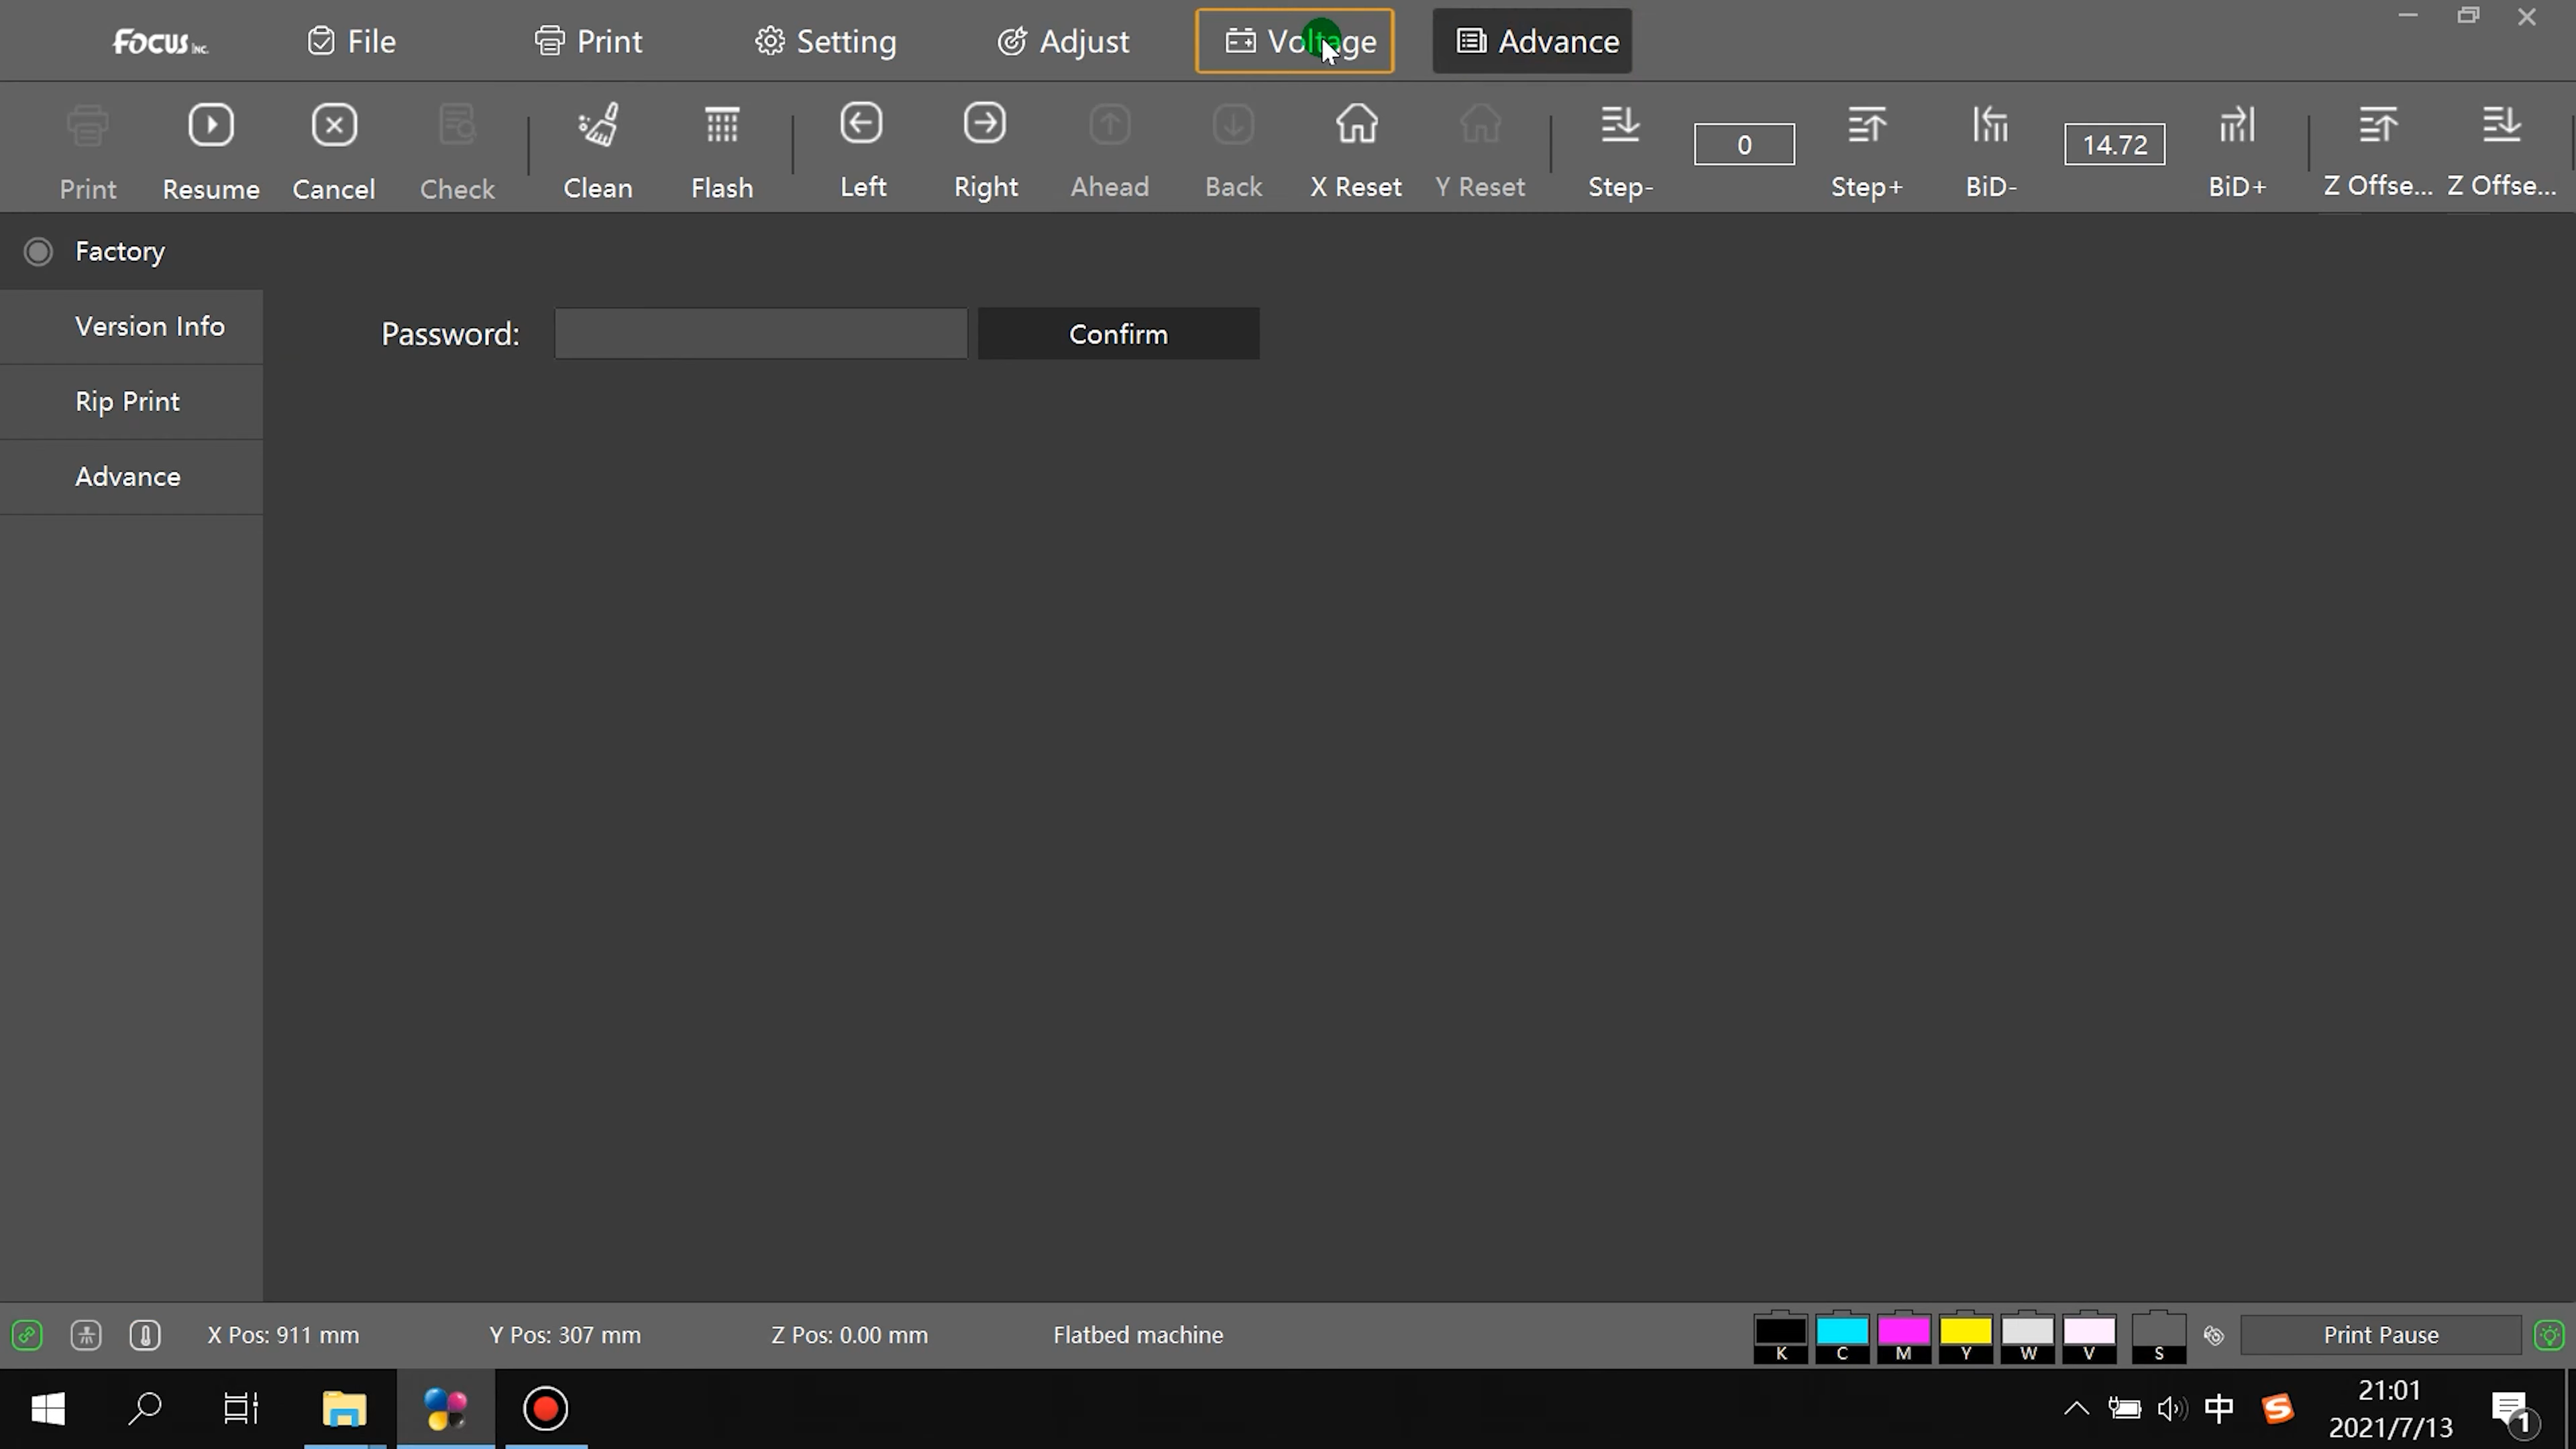 Focus INC.
File
Print
Setting
Adjust
Voltage
Advance
Print
Resume
Cancel
Check
Clean
Flash
Left
Right
Ahead
Back
X Reset
Y Reset
Step-
0
Step+
BiD-
14.72
BiD+
Z Offse...
Z Offse...
Factory
Version Info
Rip Print
Advance
Password:
Confirm
X Pos: 911 mm
Y Pos: 307 mm
Z Pos: 0.00 mm
Flatbed machine
K
C
M
Y
W
V
S
Print Pause
中
S
21:01
2021/7/13
1